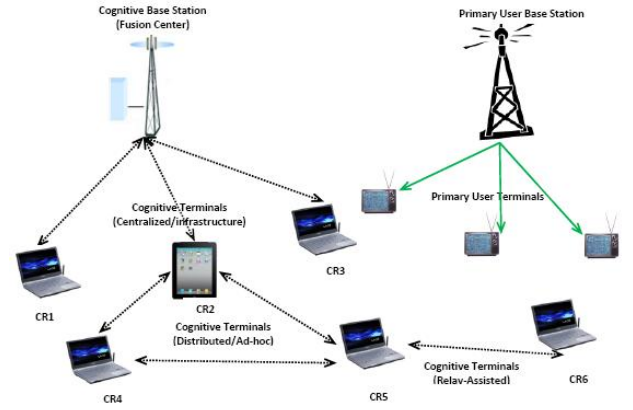 Cognitive Base Station
(Fusion Center)
Primary User Base Station
Cognitive Terminals
(Centralized/infrastructure)
Primary User Terminals
CR3
CR1
CR2
Cognitive Terminals
(Distributed/Ad-hoc)
Cognitive Terminals
(Relay-Assisted)
CR4
CR5
CR6